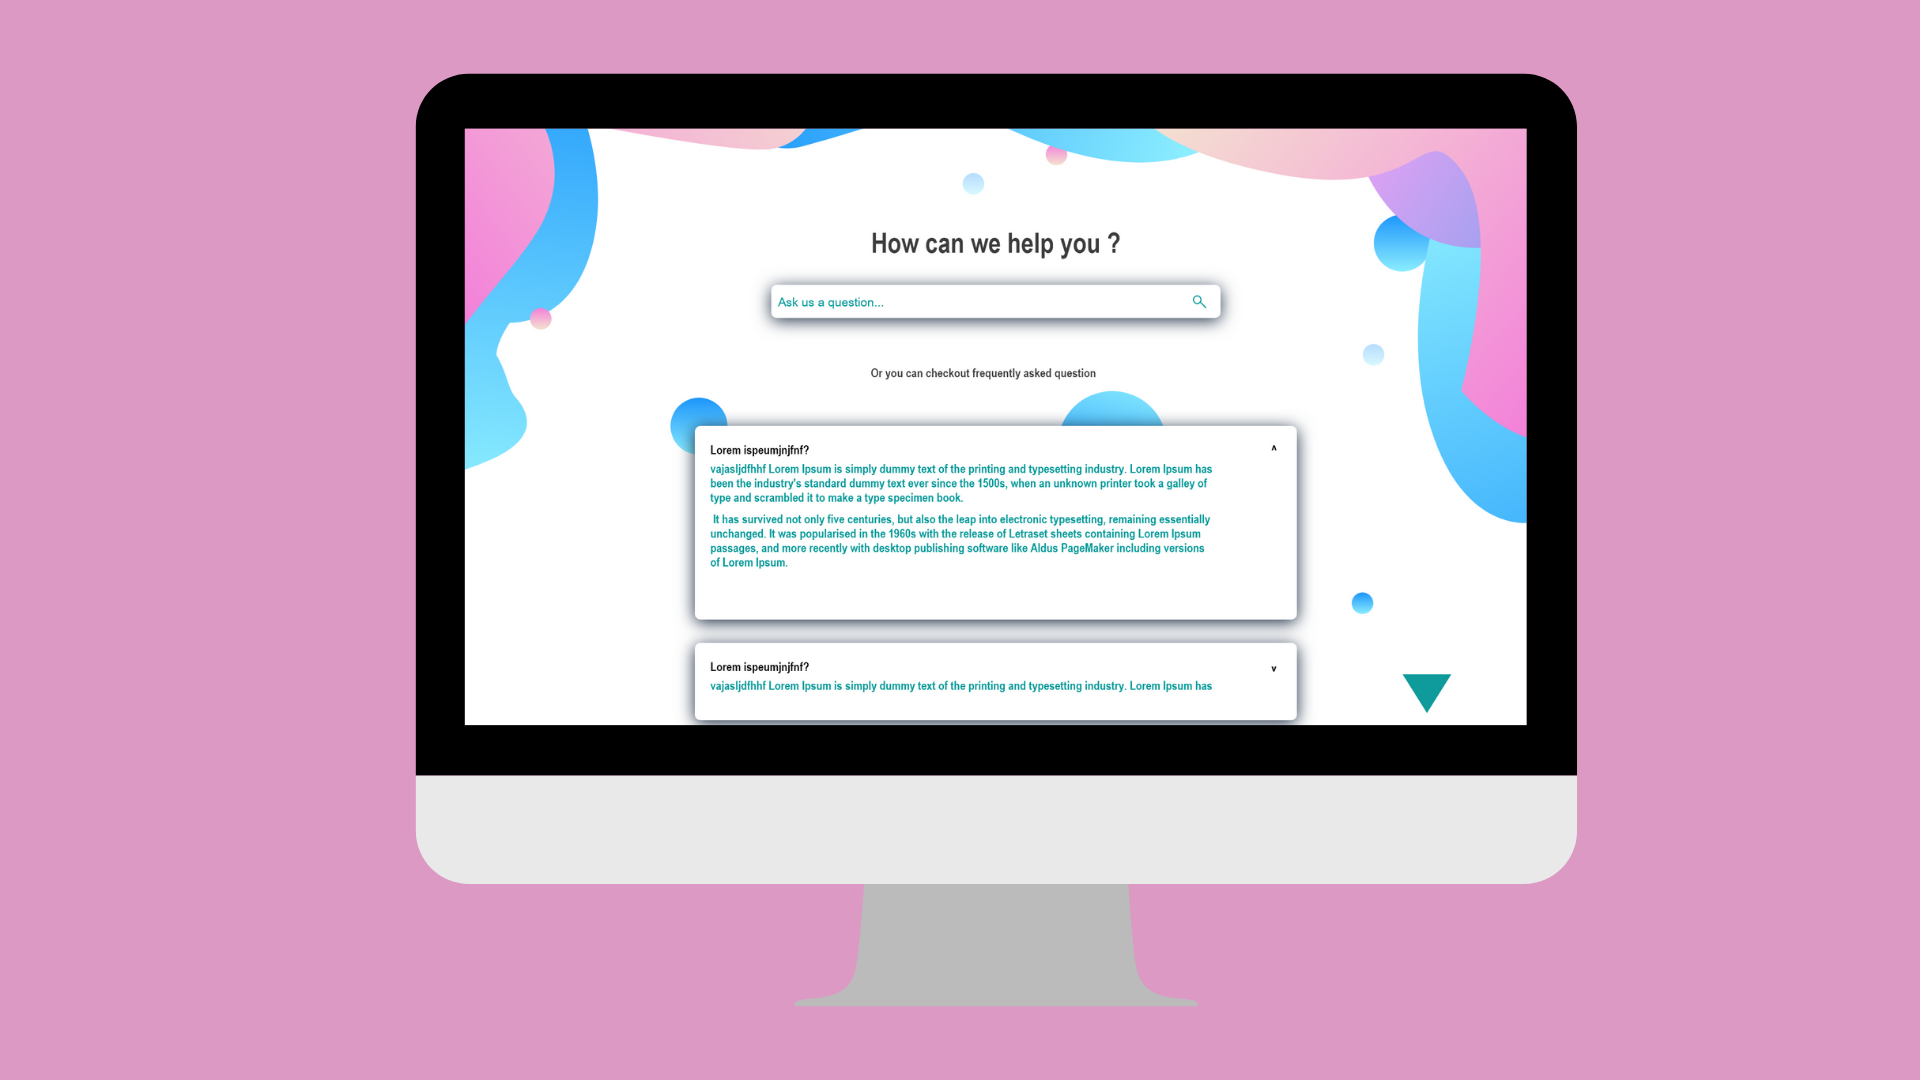 How can we help you ?
Ask us a question...
Or you can checkout frequently asked question
Lorem ispeumjnjfnf?
vajasljdfhhf Lorem Ipsum is simply dummy text of the printing and typesetting industry. Lorem Ipsum has
been the industry's standard dummy text ever since the 1500s, when an unknown printer took a galley of
type and scrambled it to make a type specimen book.
It has survived not only five centuries, but also the leap into electronic typesetting, remaining essentially
unchanged. It was popularised in the 1960s with the release of Letraset sheets containing Lorem Ipsum
passages, and more recently with desktop publishing software like Aldus PageMaker including versions
of Lorem Ipsum.
Lorem ispeumjnjfnf?
vajasljdfhhf Lorem Ipsum is simply dummy text of the printing and typesetting industry. Lorem Ipsum has